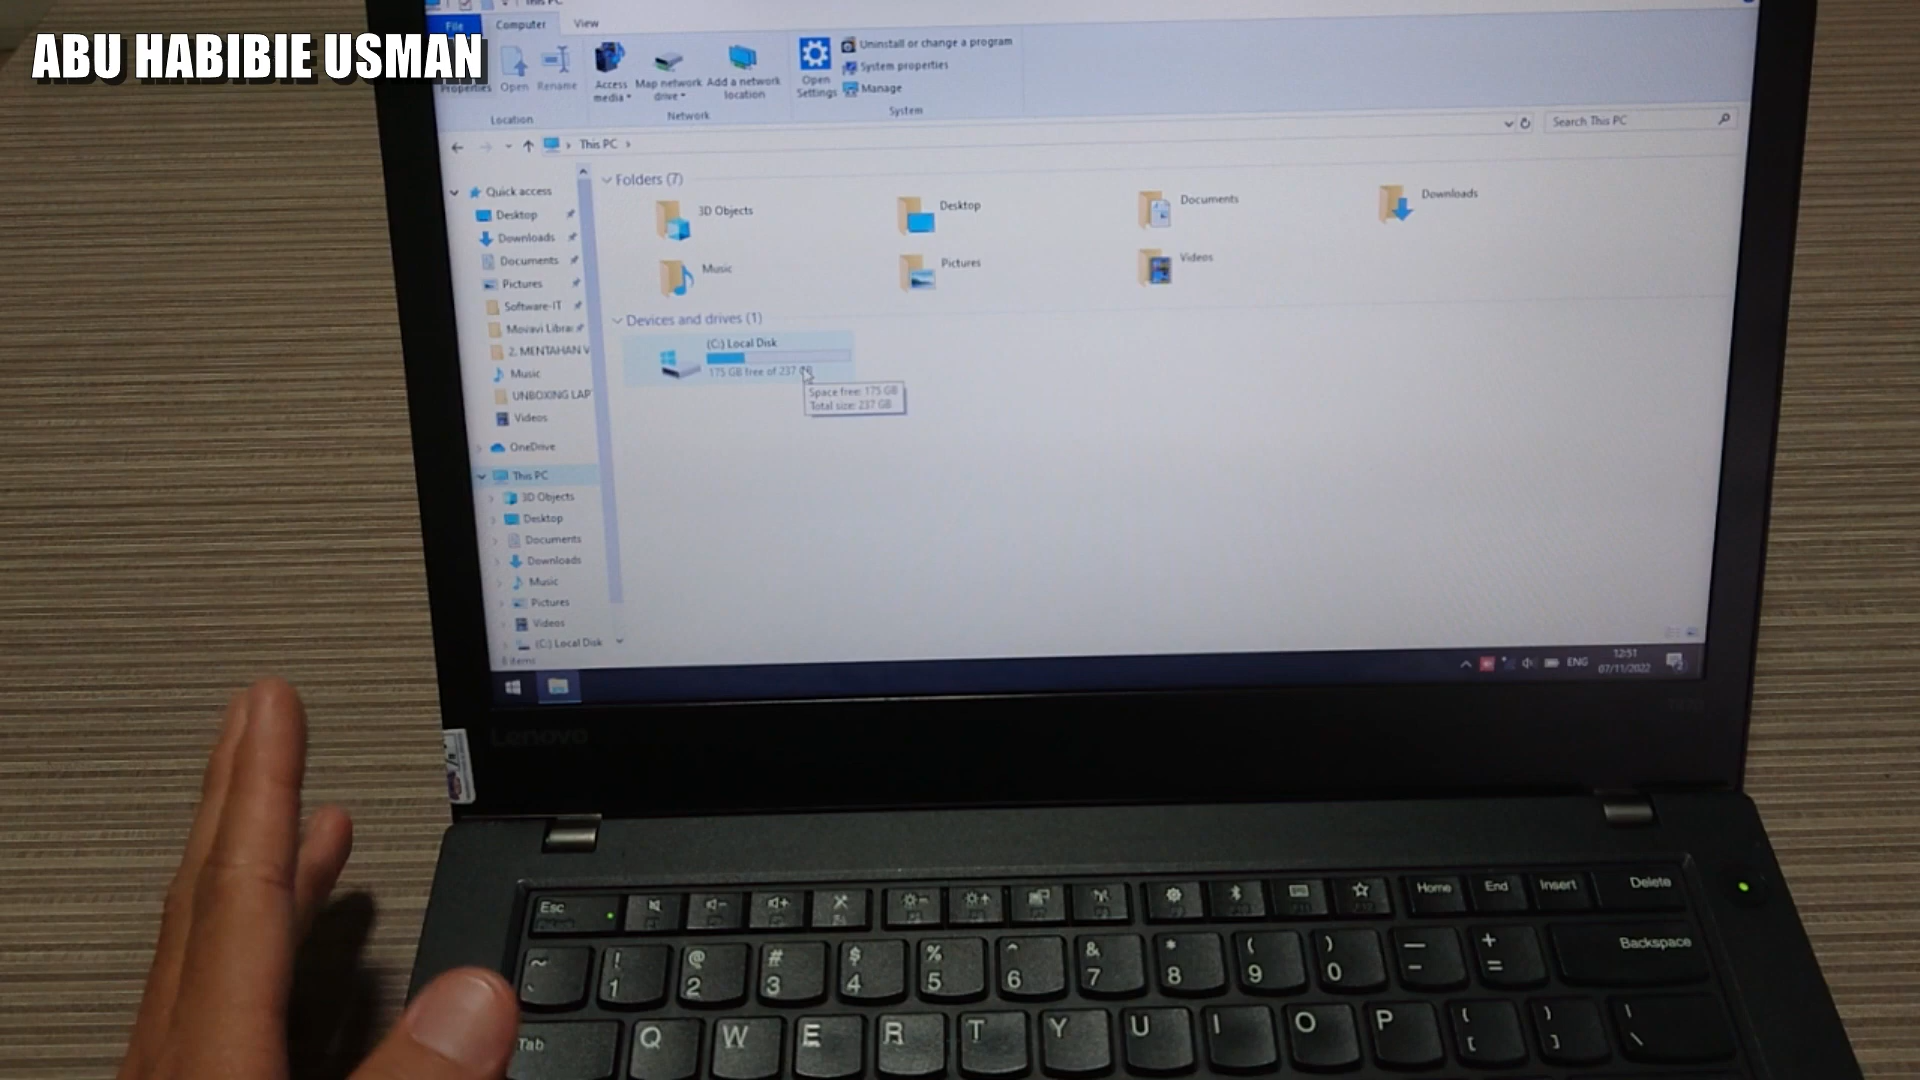 This PC
ABU HABIBIE USMAN
File
Computer
View
Properties
Open
Rename
Access media
Map network drive
Add a network location
Open Settings
Uninstall or change a program
System properties
Manage
Location
Network
System
This PC
Search This PC
Quick access
Desktop
Downloads
Documents
Pictures
Software-IT
Movavi Librar
2. MENTAHAN V
Music
UNBOXING LAP
Videos
OneDrive
This PC
3D Objects
Desktop
Documents
Downloads
Music
Pictures
Videos
(C:) Local Disk
8 items
Folders (7)
3D Objects
Desktop
Documents
Downloads
Music
Pictures
Videos
Devices and drives (1)
(C:) Local Disk
175 GB free of 237 GB
Space free: 175 GB
Total size: 237 GB
ENG
12:51
07/11/2022
Lenovo
Esc
Home
End
Insert
Delete
~ ! @ # $ % ^ & * ( ) — +
` 1 2 3 4 5 6 7 8 9 0 - =
Backspace
Tab
Q W E R T Y U I O P { } |
[ ] \